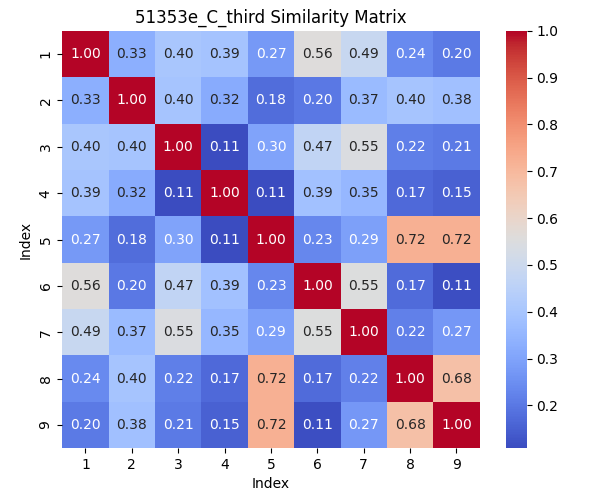 51353e_C_third Similarity Matrix
1 1.00 0.33 0.40 0.39 0.27 0.56 0.49 0.24 0.20
2 0.33 1.00 0.40 0.32 0.18 0.20 0.37 0.40 0.38
3 0.40 0.40 1.00 0.11 0.30 0.47 0.55 0.22 0.21
4 0.39 0.32 0.11 1.00 0.11 0.39 0.35 0.17 0.15
5 0.27 0.18 0.30 0.11 1.00 0.23 0.29 0.72 0.72
6 0.56 0.20 0.47 0.39 0.23 1.00 0.55 0.17 0.11
7 0.49 0.37 0.55 0.35 0.29 0.55 1.00 0.22 0.27
8 0.24 0.40 0.22 0.17 0.72 0.17 0.22 1.00 0.68
9 0.20 0.38 0.21 0.15 0.72 0.11 0.27 0.68 1.00
1 2 3 4 5 6 7 8 9
Index
Index
1.0
0.9
0.8
0.7
0.6
0.5
0.4
0.3
0.2